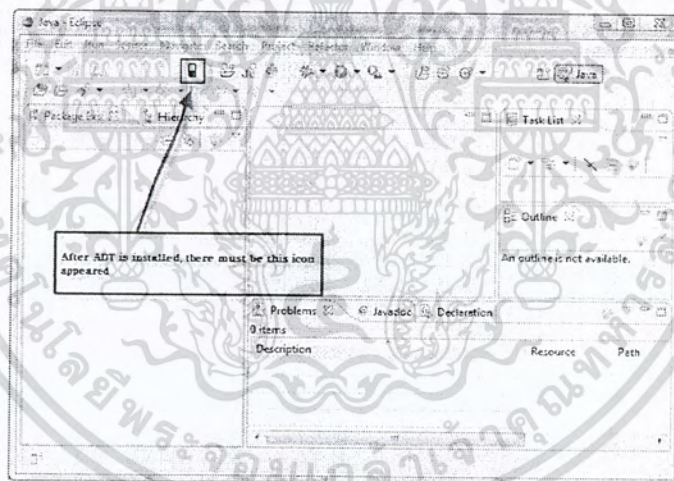 Java - Eclipse
File Edit Run Source Navigate Search Project Refactor Window Help
Java
Hierarchy
Task List
After ADT is installed, there must be this icon
appeared
Outline
An outline is not available.
Problems Javadoc Declaration
0 items
Description Resource Path